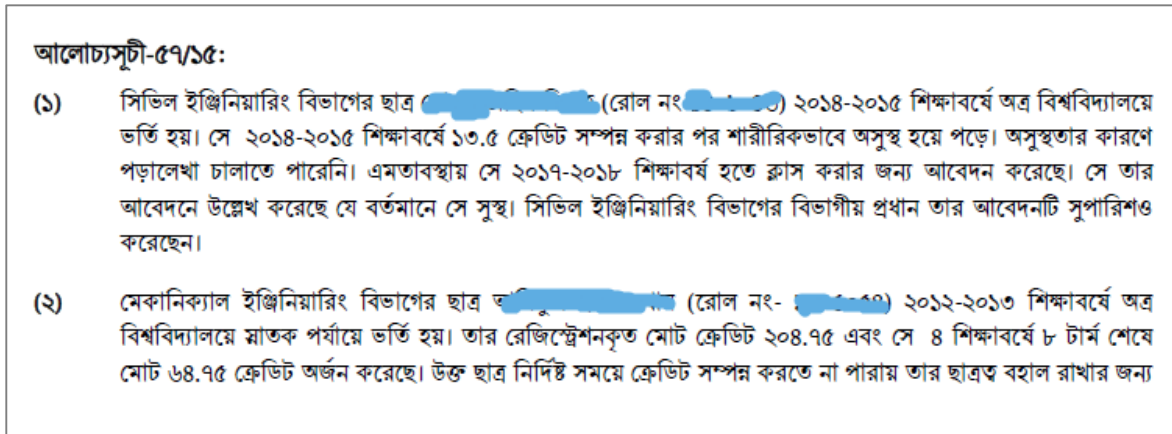 আলোচ্যসূচী-৫৭/১৫:
(১) সিভিল ইঞ্জিনিয়ারিং বিভাগের ছাত্র (রোল নং ) ২০১৪-২০১৫ শিক্ষাবর্ষে অত্র বিশ্ববিদ্যালয়ে
ভর্তি হয়। সে ২০১৪-২০১৫ শিক্ষাবর্ষে ১৩.৫ ক্রেডিট সম্পন্ন করার পর শারীরিকভাবে অসুস্থ হয়ে পড়ে। অসুস্থতার কারণে
পড়ালেখা চালাতে পারেনি। এমতাবস্থায় সে ২০১৭-২০১৮ শিক্ষাবর্ষ হতে ক্লাস করার জন্য আবেদন করেছে। সে তার
আবেদনে উল্লেখ করেছে যে বর্তমানে সে সুস্থ। সিভিল ইঞ্জিনিয়ারিং বিভাগের বিভাগীয় প্রধান তার আবেদনটি সুপারিশও
করেছেন।
(২) মেকানিক্যাল ইঞ্জিনিয়ারিং বিভাগের ছাত্র (রোল নং- ) ২০১২-২০১৩ শিক্ষাবর্ষে অত্র
বিশ্ববিদ্যালয়ে স্নাতক পর্যায়ে ভর্তি হয়। তার রেজিস্ট্রেশনকৃত মোট ক্রেডিট ২০৪.৭৫ এবং সে ৪ শিক্ষাবর্ষে ৮ টার্ম শেষে
মোট ৬৪.৭৫ ক্রেডিট অর্জন করেছে। উক্ত ছাত্র নির্দিষ্ট সময়ে ক্রেডিট সম্পন্ন করতে না পারায় তার ছাত্রত্ব বহাল রাখার জন্য